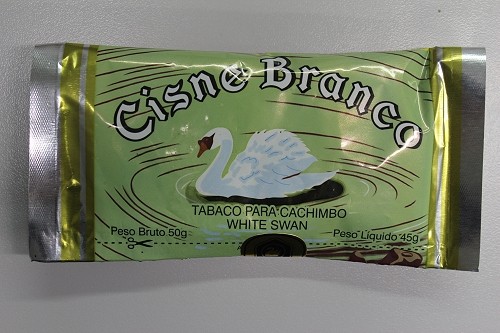 Cisne Branco
TABACO PARA CACHIMBO
WHITE SWAN
Peso Bruto 50g
Peso Líquido 45g